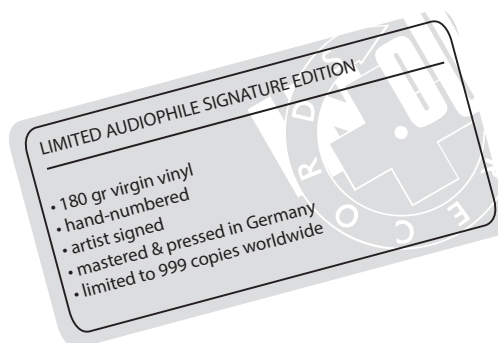 LIMITED AUDIOPHILE SIGNATURE EDITION
• 180 gr virgin vinyl
• hand-numbered
• artist signed
• mastered & pressed in Germany
• limited to 999 copies worldwide